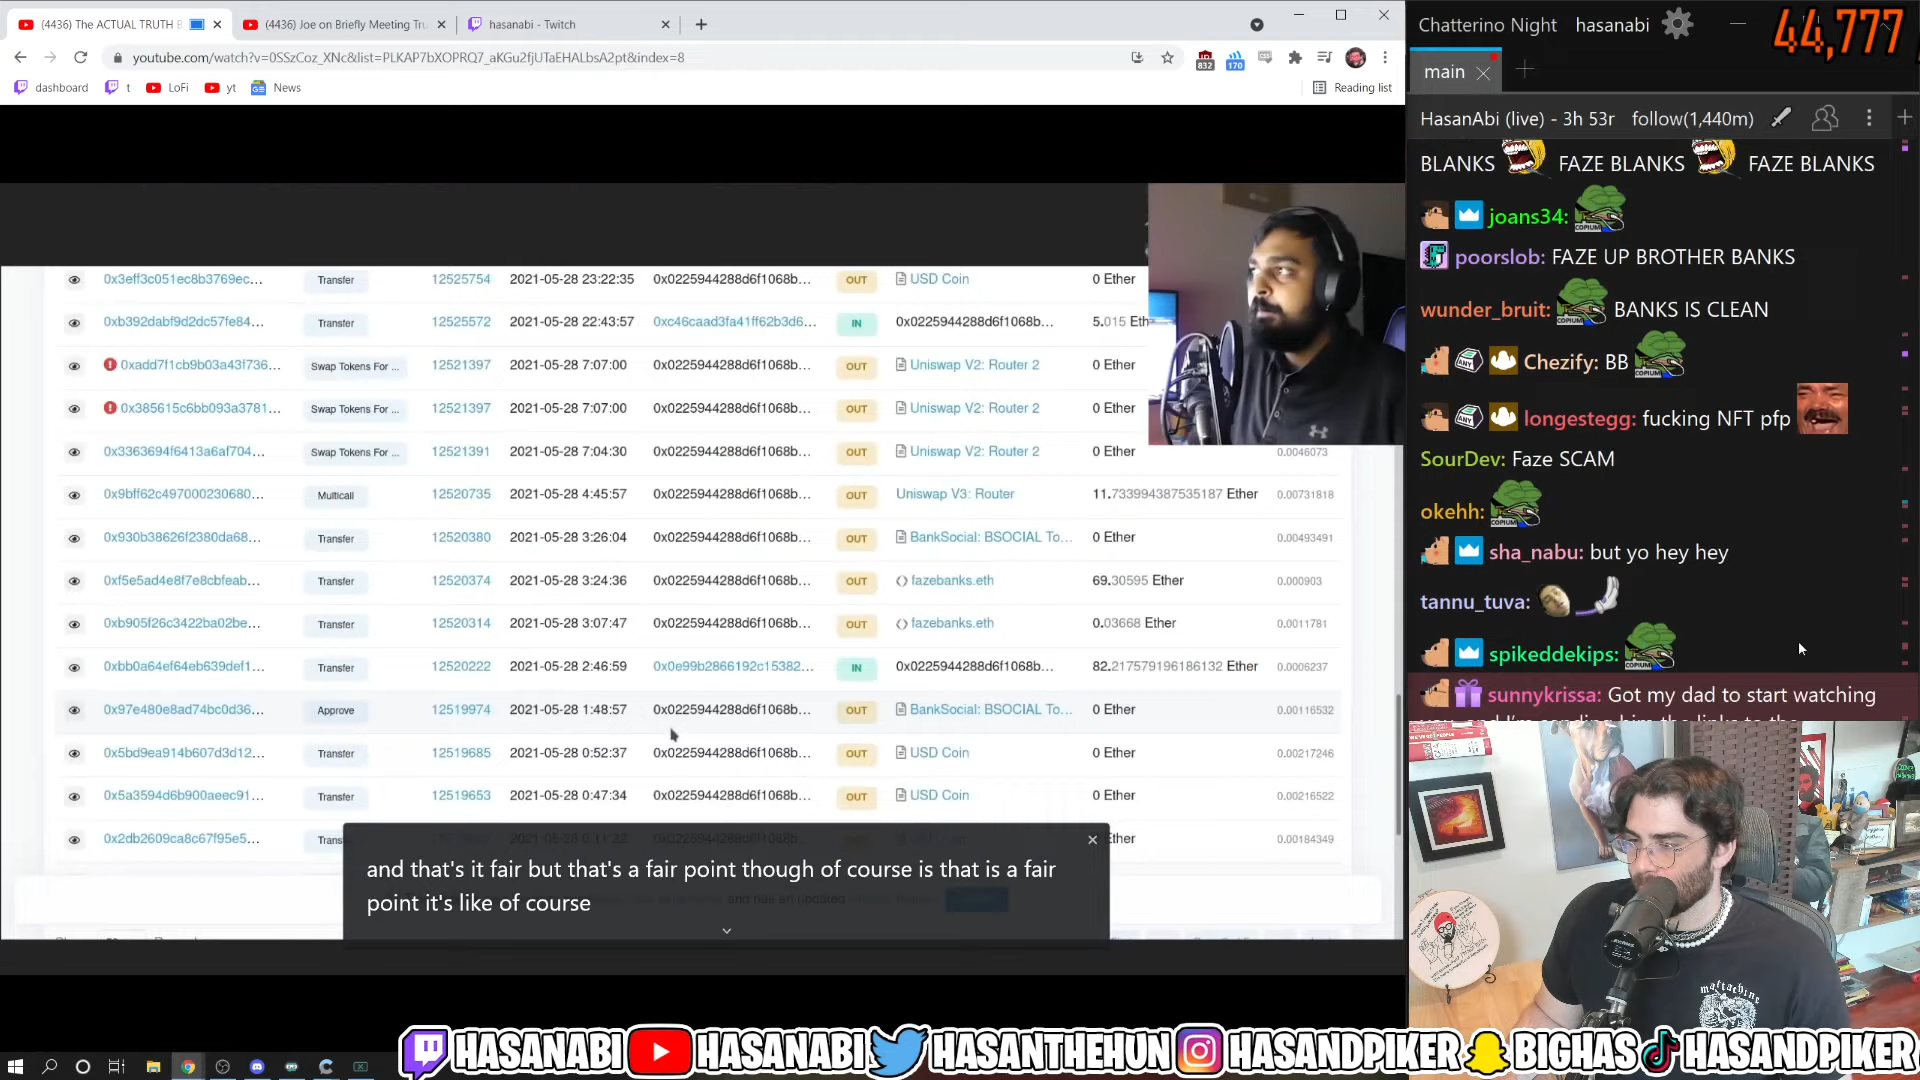 (4436) The ACTUAL TRUTH B
(4436) Joe on Briefly Meeting Tru
hasanabi - Twitch
youtube.com/watch?v=0SSzCoz_XNc&list=PLKAP7bXOPRQ7_aKGu2fjUTaEHALbsA2pt&index=8
832
170
dashboard
t
LoFi
yt
News
Reading list
0x3eff3c051ec8b3769ec... Transfer 12525754 2021-05-28 23:22:35 0x0225944288d6f1068b... OUT USD Coin 0 Ether
0xb392dabf9d2dc57fe84... Transfer 12525572 2021-05-28 22:43:57 0xc46caad3fa41ff62b3d6... IN 0x0225944288d6f1068b... 5.015 Eth
0xadd7f1cb9b03a43f736... Swap Tokens For ... 12521397 2021-05-28 7:07:00 0x0225944288d6f1068b... OUT Uniswap V2: Router 2 0 Ether
0x385615c6bb093a3781... Swap Tokens For ... 12521397 2021-05-28 7:07:00 0x0225944288d6f1068b... OUT Uniswap V2: Router 2 0 Ether
0x3363694f6413a6af704... Swap Tokens For ... 12521391 2021-05-28 7:04:30 0x0225944288d6f1068b... OUT Uniswap V2: Router 2 0 Ether 0.0046073
0x9bff62c497000230680... Multicall 12520735 2021-05-28 4:45:57 0x0225944288d6f1068b... OUT Uniswap V3: Router 11.733994387535187 Ether 0.00731818
0x930b38626f2380da68... Transfer 12520380 2021-05-28 3:26:04 0x0225944288d6f1068b... OUT BankSocial: BSOCIAL To... 0 Ether 0.00493491
0xf5e5ad4e8f7e8cbfeab... Transfer 12520374 2021-05-28 3:24:36 0x0225944288d6f1068b... OUT fazebanks.eth 69.30595 Ether 0.000903
0xb905f26c3422ba02be... Transfer 12520314 2021-05-28 3:07:47 0x0225944288d6f1068b... OUT fazebanks.eth 0.03668 Ether 0.0011781
0xbb0a64ef64eb639def1... Transfer 12520222 2021-05-28 2:46:59 0x0e99b2866192c15382... IN 0x0225944288d6f1068b... 82.217579196186132 Ether 0.0006237
0x97e480e8ad74bc0d36... Approve 12519974 2021-05-28 1:48:57 0x0225944288d6f1068b... OUT BankSocial: BSOCIAL To... 0 Ether 0.00116532
0x5bd9ea914b607d3d12... Transfer 12519685 2021-05-28 0:52:37 0x0225944288d6f1068b... OUT USD Coin 0 Ether 0.00217246
0x5a3594d6b900aeec91... Transfer 12519653 2021-05-28 0:47:34 0x0225944288d6f1068b... OUT USD Coin 0 Ether 0.00216522
0x2db2609ca8c67f95e5... Trans Ether 0.00184349
and that's it fair but that's a fair point though of course is that is a fair
point it's like of course
Chatterino Night
hasanabi
44,777
main
HasanAbi (live) - 3h 53r follow(1,440m)
BLANKS FAZE BLANKS FAZE BLANKS
joans34:
COPIUM
poorslob: FAZE UP BROTHER BANKS
wunder_bruit: BANKS IS CLEAN
COPIUM
Chezify: BB
COPIUM
longestegg: fucking NFT pfp
SourDev: Faze SCAM
okehh:
COPIUM
sha_nabu: but yo hey hey
tannu_tuva:
spikeddekips:
COPIUM
sunnykrissa: Got my dad to start watching
HASANABI HASANABI HASANTHEHUN HASANDPIKER BIGHAS HASANDPIKER